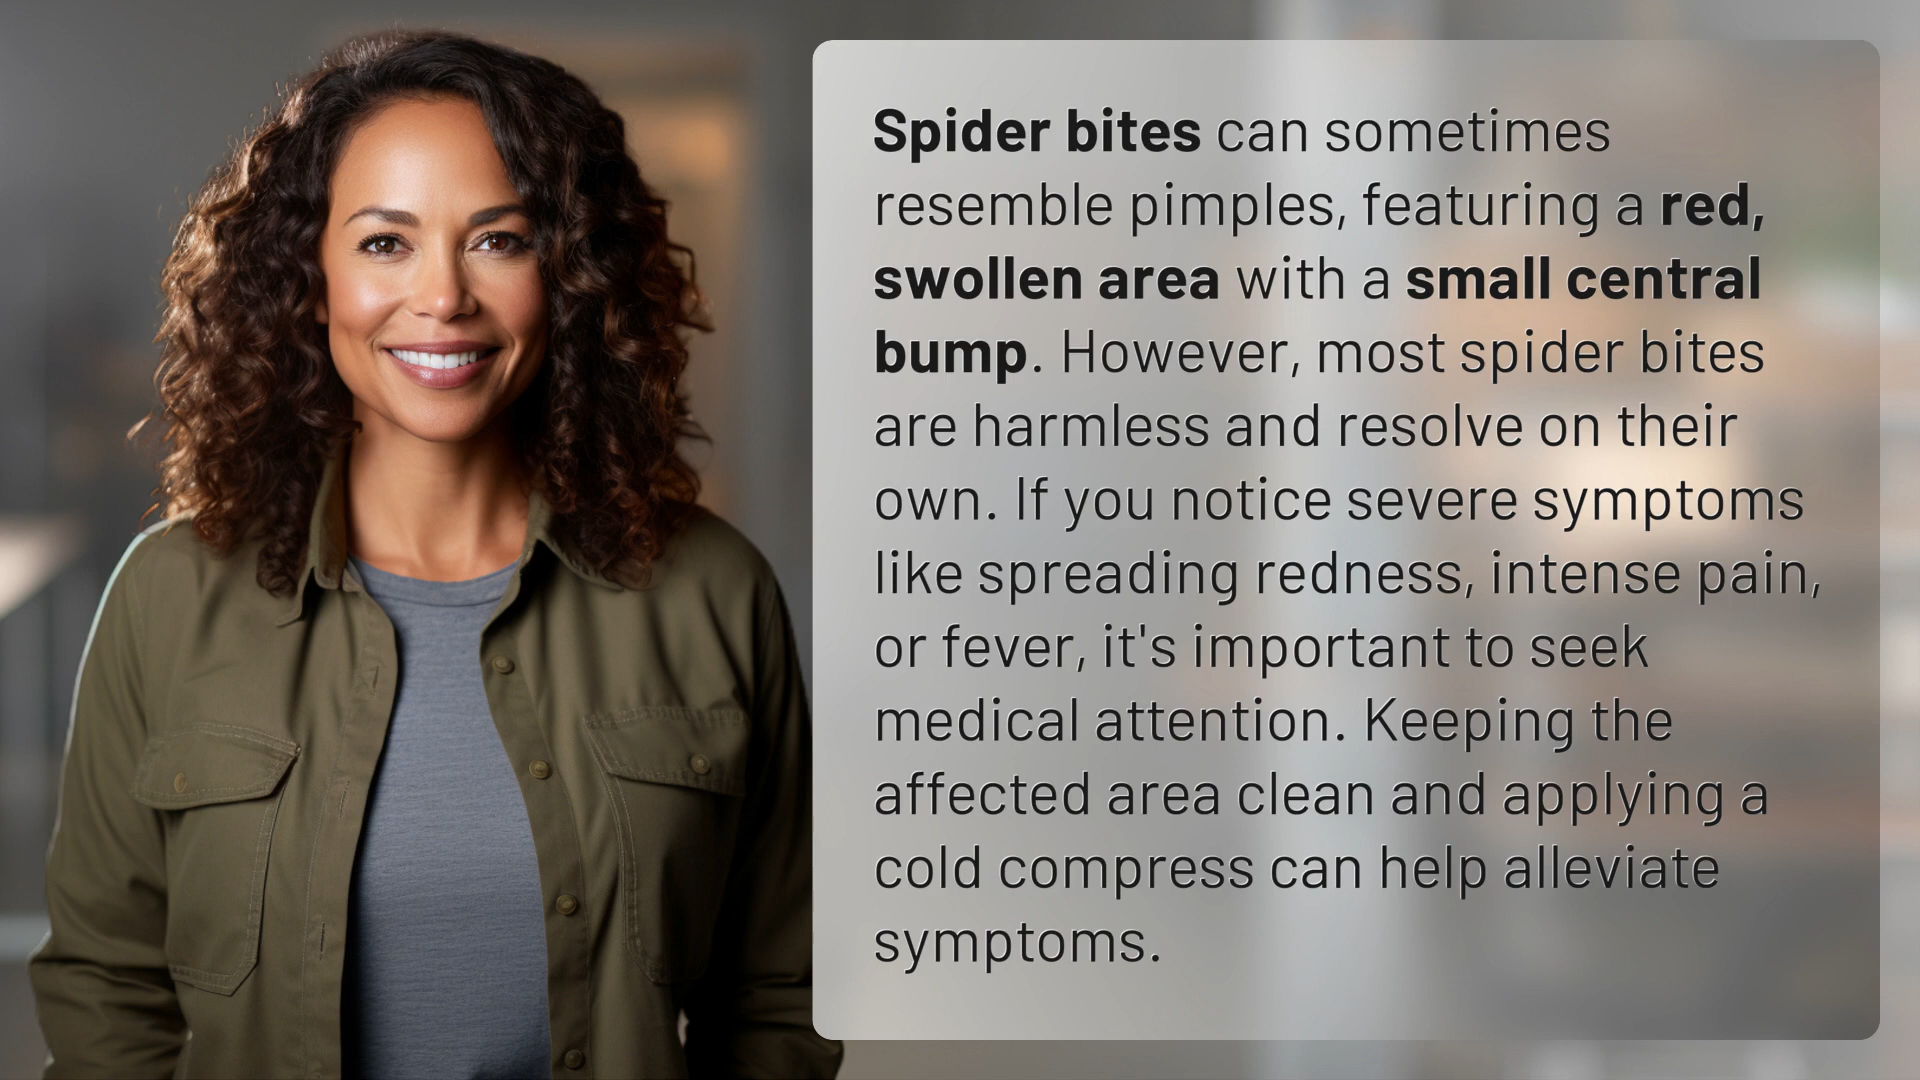 Spider bites can sometimes
resemble pimples, featuring a red,
swollen area with a small central
bump. However, most spider bites
are harmless and resolve on their
own. If you notice severe symptoms
like spreading redness, intense pain,
or fever, it's important to seek
medical attention. Keeping the
affected area clean and applying a
cold compress can help alleviate
symptoms.